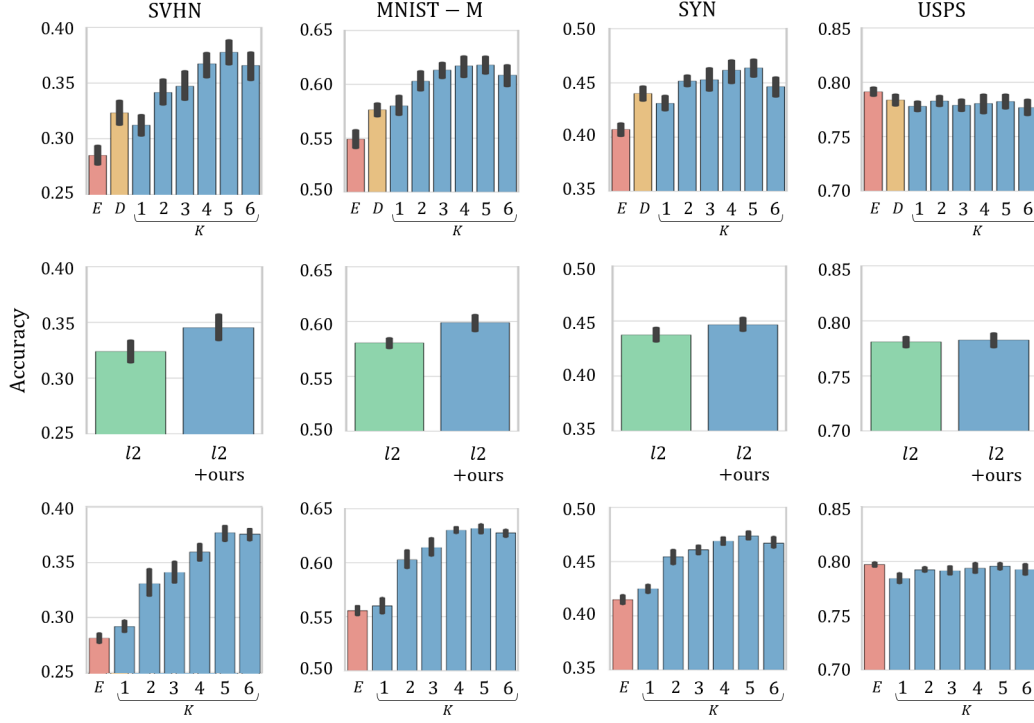 SVHN
MNIST – M
SYN
USPS
0.40
0.35
0.30
0.25
E D 1 2 3 4 5 6
K
0.65
0.60
0.55
0.50
E D 1 2 3 4 5 6
K
0.50
0.45
0.40
0.35
E D 1 2 3 4 5 6
K
0.85
0.80
0.75
0.70
E D 1 2 3 4 5 6
K
Accuracy
0.40
0.35
0.30
0.25
l2 l2
+ours
0.65
0.60
0.55
0.50
l2 l2
+ours
0.50
0.45
0.40
0.35
l2 l2
+ours
0.85
0.80
0.75
0.70
l2 l2
+ours
0.40
0.35
0.30
0.25
E 1 2 3 4 5 6
K
0.65
0.60
0.55
0.50
E 1 2 3 4 5 6
K
0.50
0.45
0.40
0.35
E 1 2 3 4 5 6
K
0.85
0.80
0.75
0.70
E 1 2 3 4 5 6
K